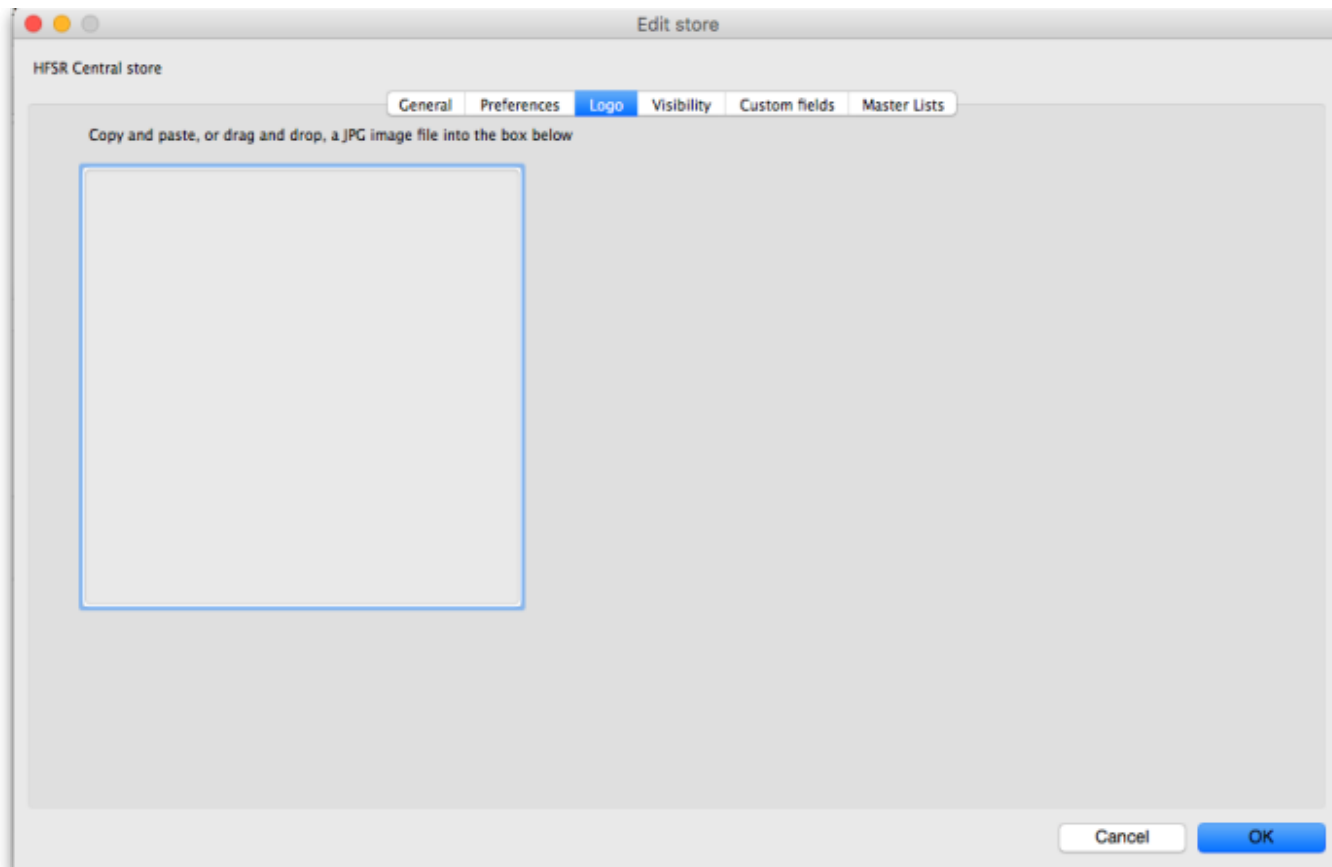 Edit store
HFSR Central store
General Preferences Logo Visibility Custom fields Master Lists
Copy and paste, or drag and drop, a JPG image file into the box below
Cancel OK